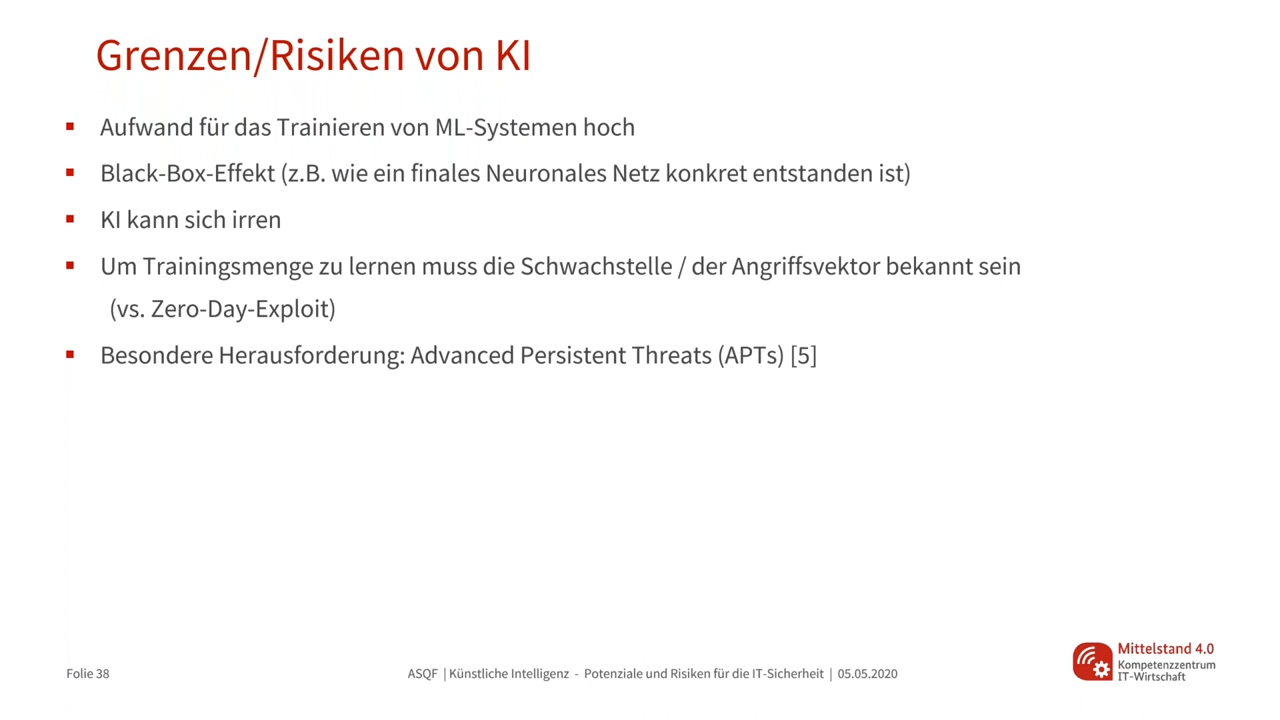 Grenzen/Risiken von KI
Aufwand für das Trainieren von ML-Systemen hoch
Black-Box-Effekt (z.B. wie ein finales Neuronales Netz konkret entstanden ist)
KI kann sich irren
Um Trainingsmenge zu lernen muss die Schwachstelle / der Angriffsvektor bekannt sein
(vs. Zero-Day-Exploit)
Besondere Herausforderung: Advanced Persistent Threats (APTs) [5]
Folie 38
ASQF | Künstliche Intelligenz - Potenziale und Risiken für die IT-Sicherheit | 05.05.2020
Mittelstand 4.0
Kompetenzzentrum
IT-Wirtschaft